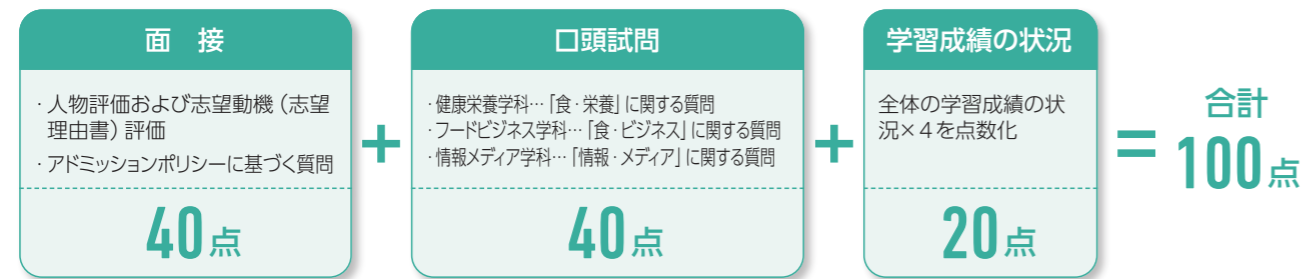 面 接
・人物評価および志望動機（志望
理由書）評価
・アドミッションポリシーに基づく質問
40点
+
口頭試問
・健康栄養学科…「食・栄養」に関する質問
・フードビジネス学科…「食・ビジネス」に関する質問
・情報メディア学科…「情報・メディア」に関する質問
40点
+
学習成績の状況
全体の学習成績の状
況×4を点数化
20点
=
合計
100点